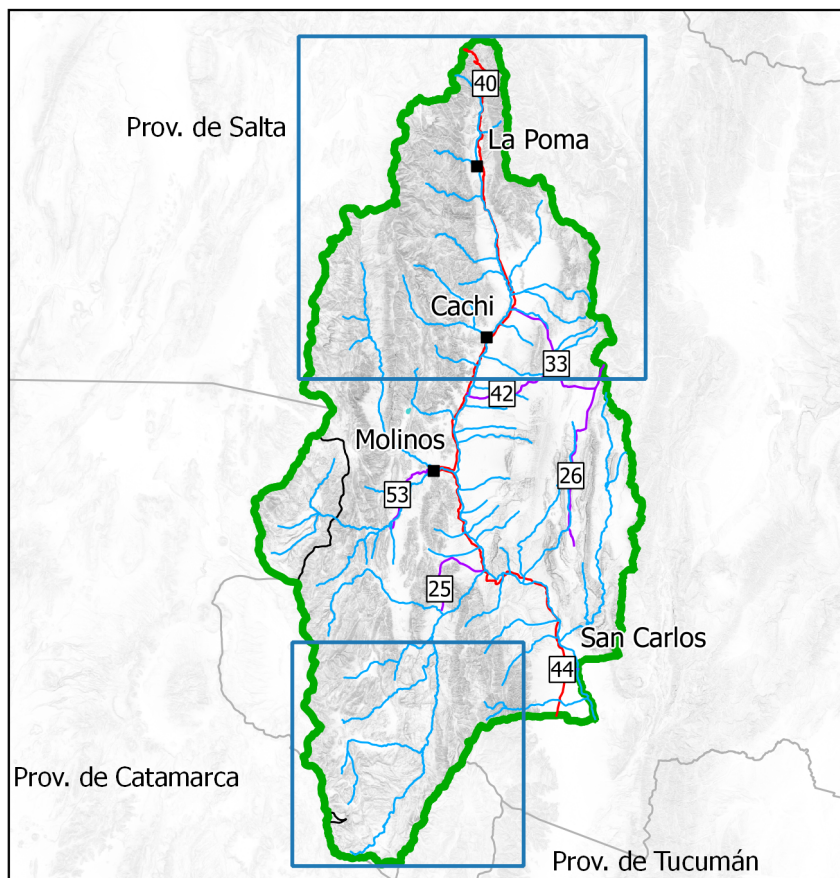 40
Prov. de Salta
La Poma
Cachi
33
42
Molinos
26
53
25
San Carlos
44
Prov. de Catamarca
Prov. de Tucumán